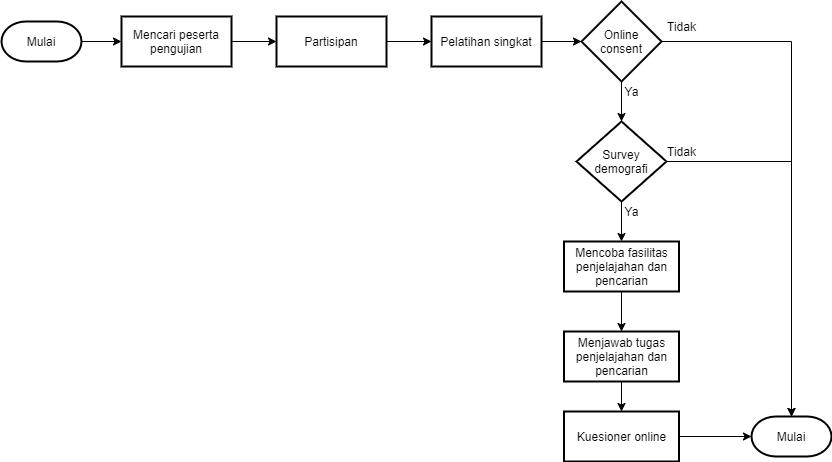 Mulai
Mencari peserta
pengujian
Partisipan
Pelatihan singkat
Online
consent
Tidak
Ya
Survey
demografi
Tidak
Ya
Mencoba fasilitas
penjelajahan dan
pencarian
Menjawab tugas
penjelajahan dan
pencarian
Kuesioner online
Mulai